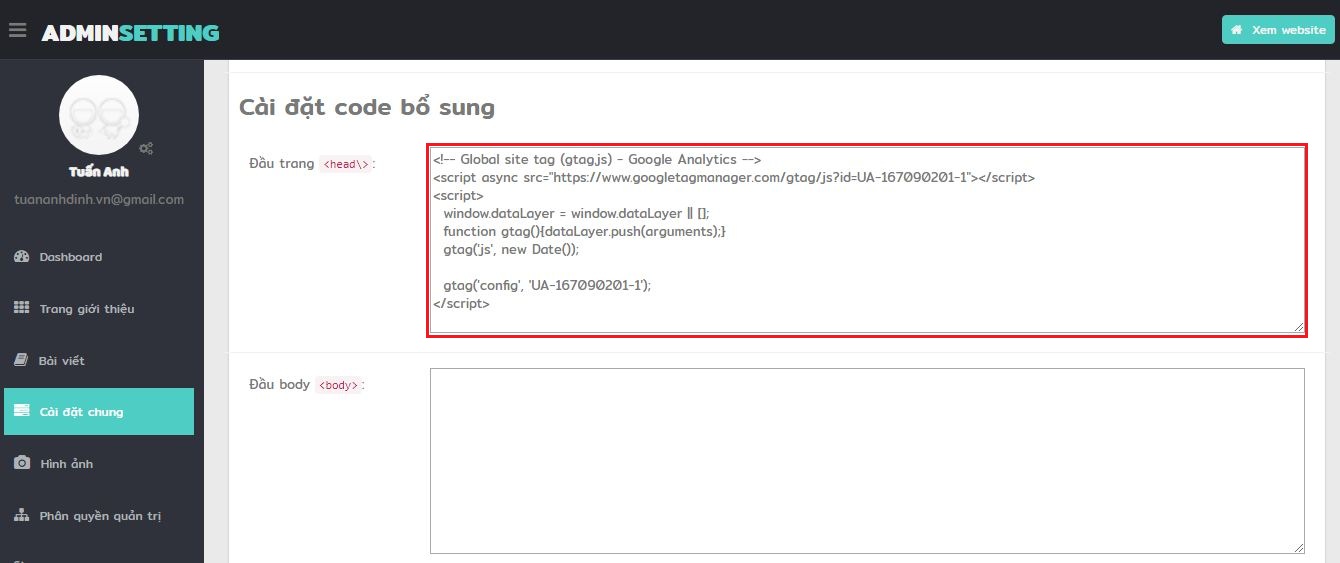 ADMINSETTING
Xem website
Tuấn Anh
tuananhdinh.vn@gmail.com
Dashboard
Trang giới thiệu
Bài viết
Cài đặt chung
Hình ảnh
Phân quyền quản trị
Cài đặt code bổ sung
Đầu trang <head\>:
<!-- Global site tag (gtag.js) - Google Analytics -->
<script async src="https://www.googletagmanager.com/gtag/js?id=UA-167090201-1"></script>
<script>
window.dataLayer = window.dataLayer || [];
function gtag(){dataLayer.push(arguments);}
gtag('js', new Date());
gtag('config', 'UA-167090201-1');
</script>
Đầu body <body>: